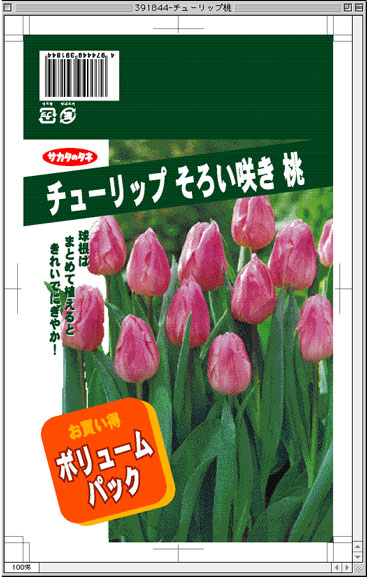 391844-チューリップ桃
4 974449 391844
サカタのタネ
チューリップ そろい咲き 桃
球根は
まとめて植えると
きれいでにぎやか！
お買い得
ボリューム
パック
100%